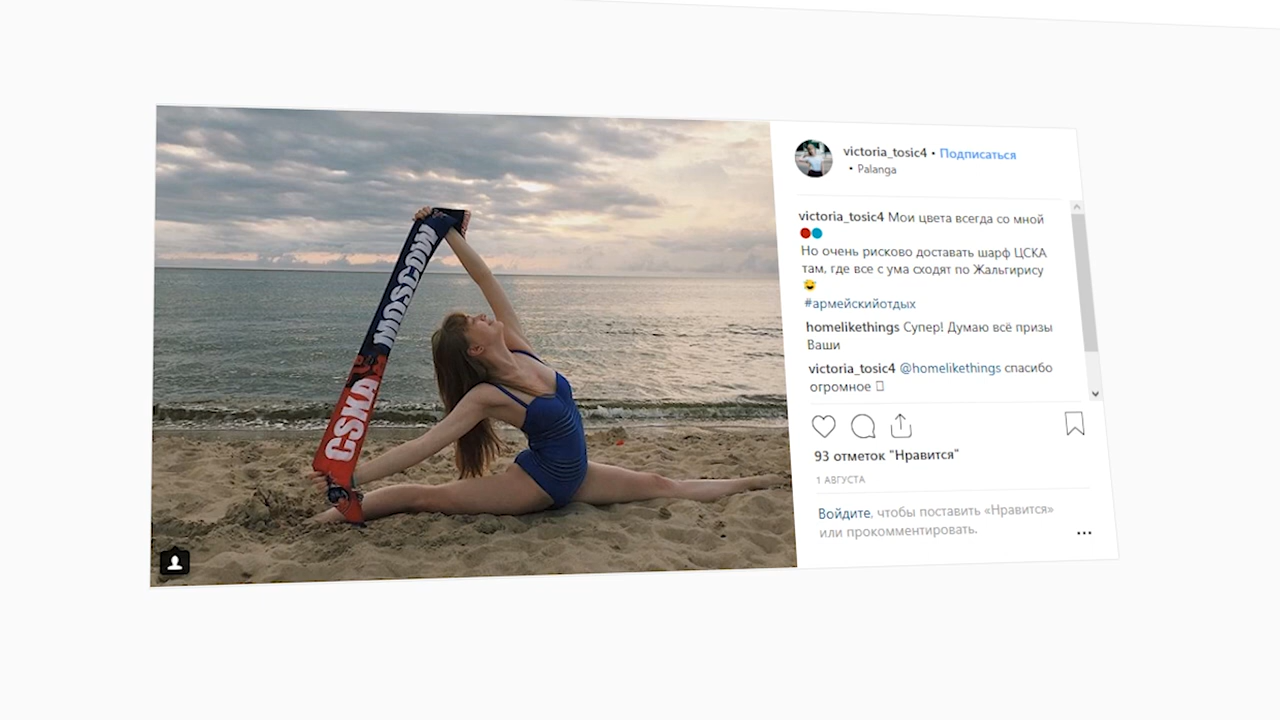 MOSCOW
CSKA
victoria_tosic4 • Подписаться
• Palanga
victoria_tosic4 Мои цвета всегда со мной
Но очень рисково доставать шарф ЦСКА
там, где все с ума сходят по Жальгирису
#армейскийотдых
homelikethings Супер! Думаю всё призы
Ваши
victoria_tosic4 @homelikethings спасибо
огромное
93 отметок "Нравится"
1 АВГУСТА
Войдите, чтобы поставить «Нравится»
или прокомментировать.